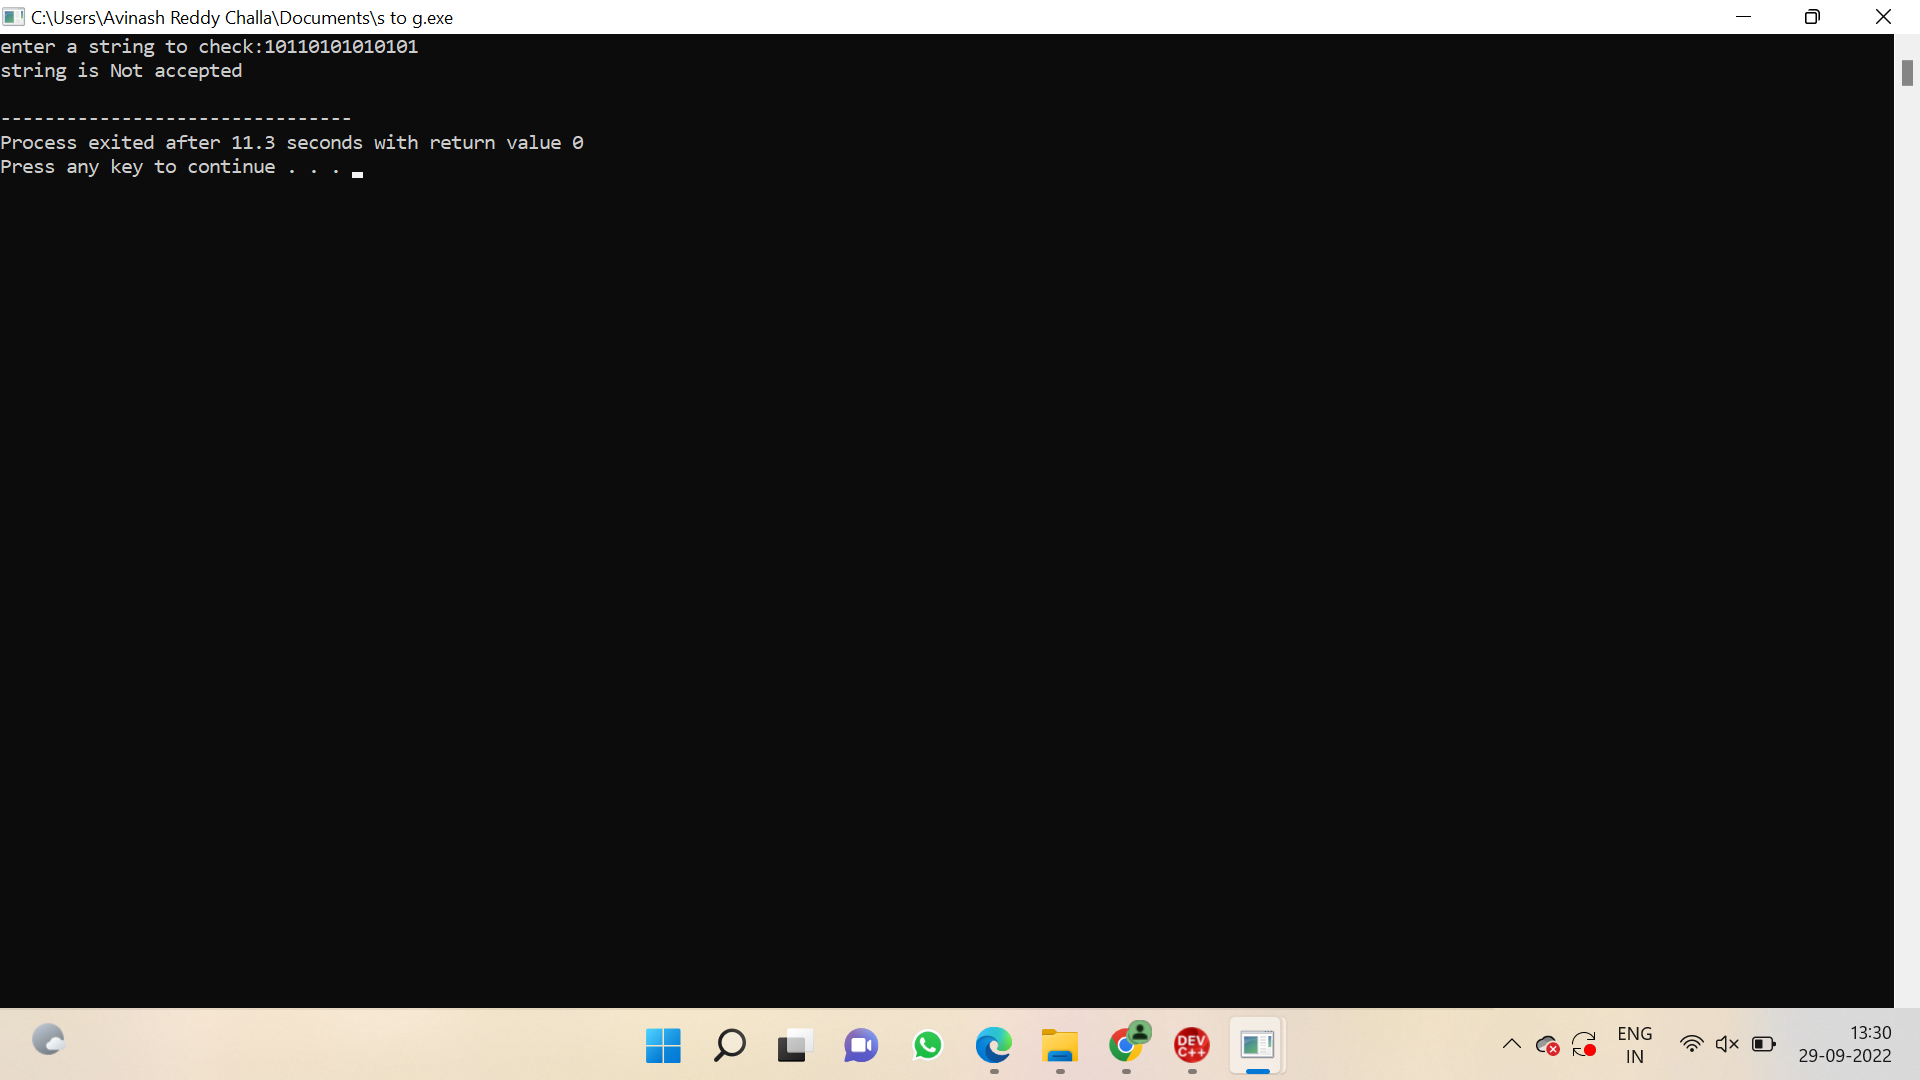 C:\Users\Avinash Reddy Challa\Documents\s to g.exe
enter a string to check:10110101010101
string is Not accepted
--------------------------------
Process exited after 11.3 seconds with return value 0
Press any key to continue . . .
DEV
C++
ENG
IN
13:30
29-09-2022